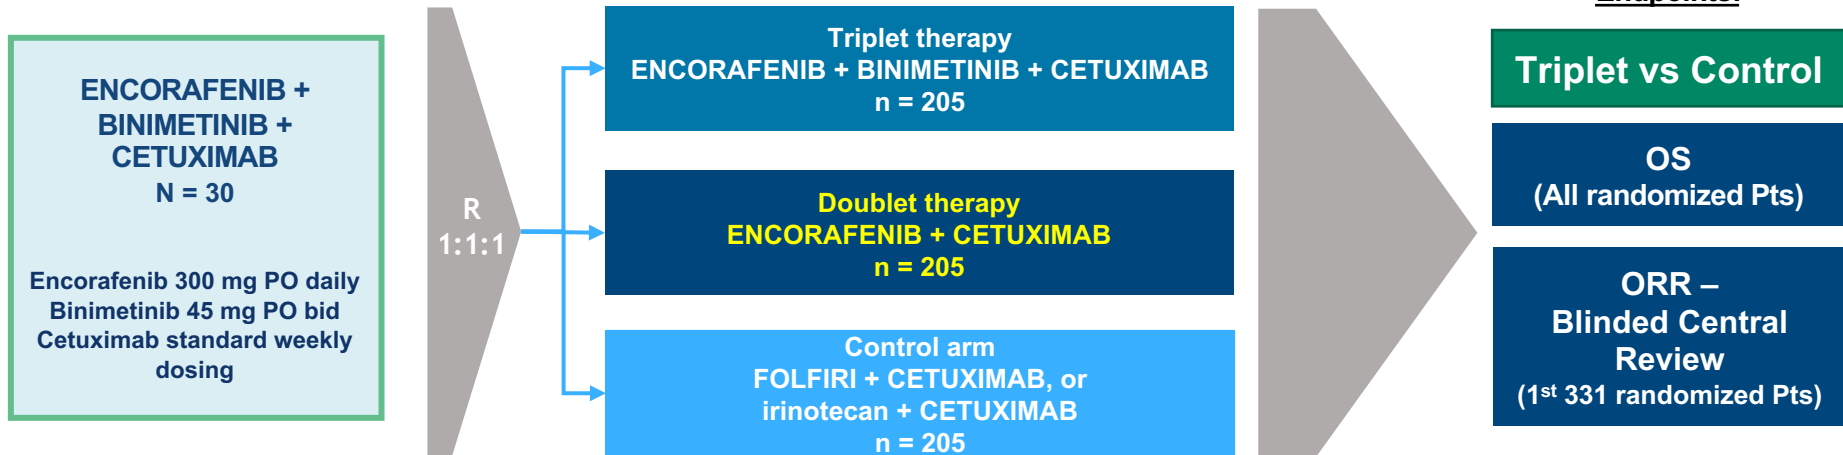 ENCORAFENIB +
BINIMETINIB +
CETUXIMAB
N = 30
Encorafenib 300 mg PO daily
Binimetinib 45 mg PO bid
Cetuximab standard weekly
dosing
R
1:1:1
Triplet therapy
ENCORAFENIB + BINIMETINIB + CETUXIMAB
n = 205
Doublet therapy
ENCORAFENIB + CETUXIMAB
n = 205
Control arm
FOLFIRI + CETUXIMAB, or
irinotecan + CETUXIMAB
n = 205
Endpoints:
Triplet vs Control
OS
(All randomized Pts)
ORR –
Blinded Central
Review
(1st 331 randomized Pts)